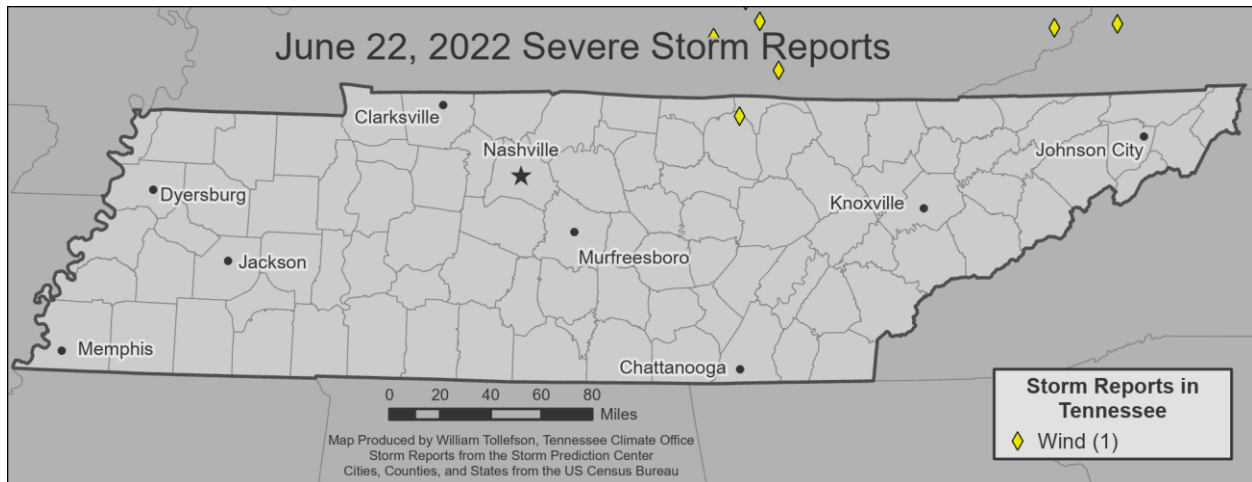 June 22, 2022 Severe Storm Reports
Clarksville
Nashville
Johnson City
Dyersburg
Knoxville
Murfreesboro
Jackson
Memphis
Chattanooga
0 20 40 60 80
Miles
Map Produced by William Tollefson, Tennessee Climate Office
Storm Reports from the Storm Prediction Center
Cities, Counties, and States from the US Census Bureau
Storm Reports in
Tennessee
Wind (1)